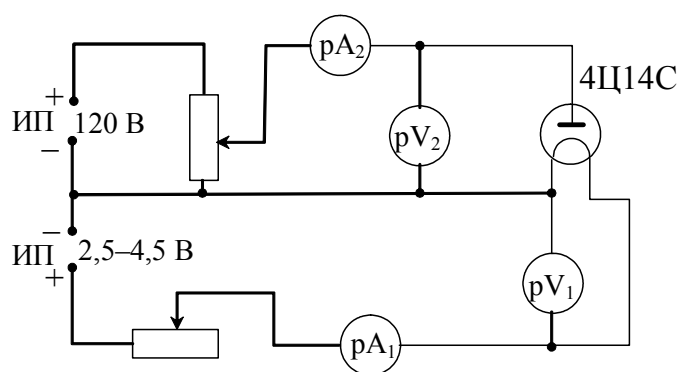 pA₂
4Ц14С
+
ИП 120 В
−
pV₂
−
ИП 2,5–4,5 В
+
pV₁
pA₁